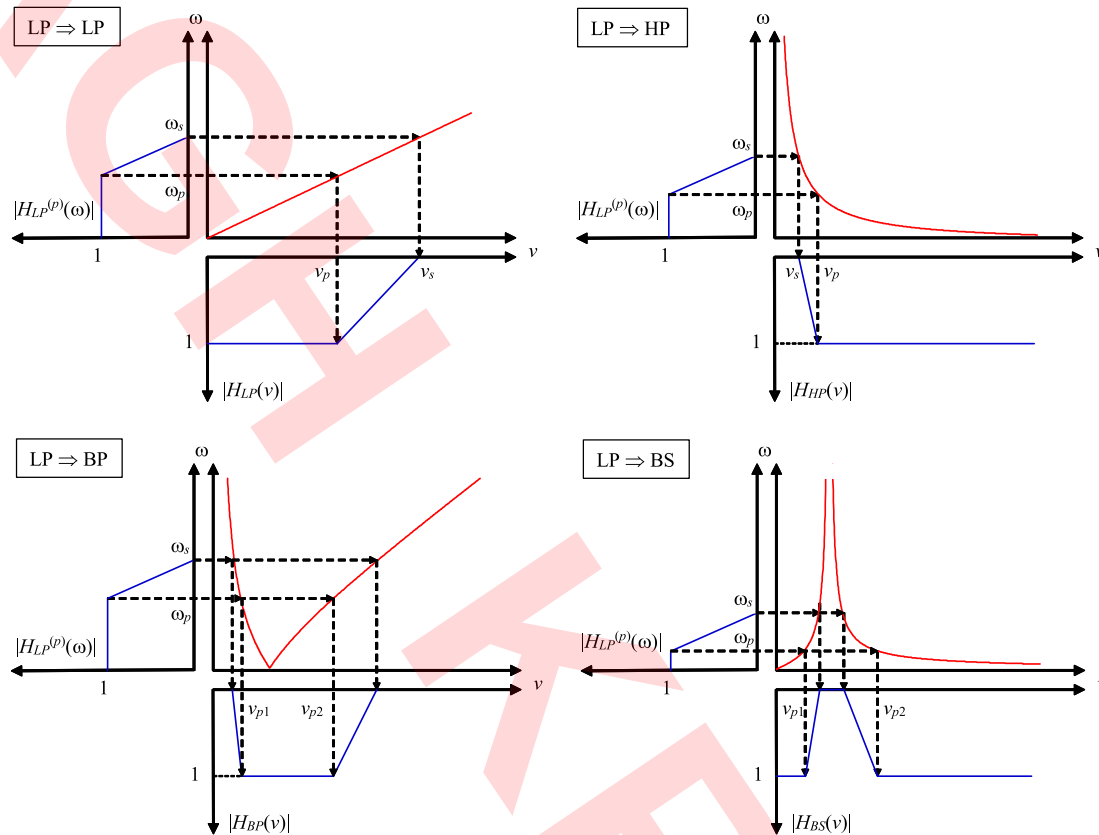 LP ⇒ LP
ω
ωs
ωp
|HLP(p)(ω)|
1
v
vp
vs
1
|HLP(v)|
LP ⇒ HP
ω
ωs
ωp
|HLP(p)(ω)|
1
v
vs
vp
1
|HHP(v)|
LP ⇒ BP
ω
ωs
ωp
|HLP(p)(ω)|
1
v
vp1
vp2
1
|HBP(v)|
LP ⇒ BS
ω
ωs
ωp
|HLP(p)(ω)|
1
vp1
vp2
1
|HBS(v)|